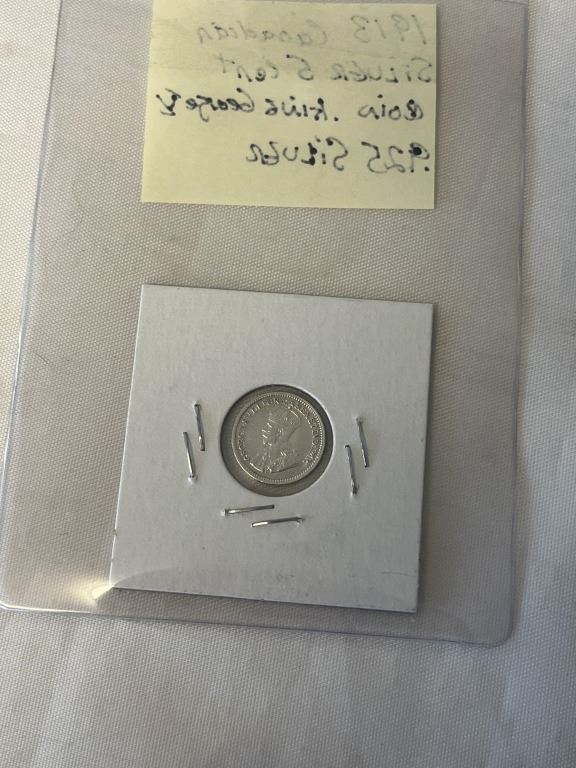 1913 Canadian
SILVER 5 cent
Coin. King George V
.925 SILVER